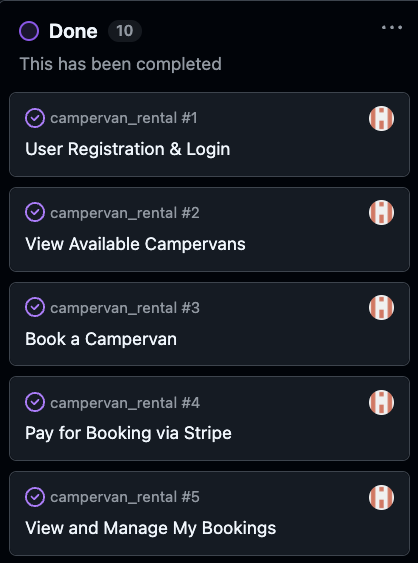 Done 10
This has been completed
campervan_rental #1
User Registration & Login
campervan_rental #2
View Available Campervans
campervan_rental #3
Book a Campervan
campervan_rental #4
Pay for Booking via Stripe
campervan_rental #5
View and Manage My Bookings